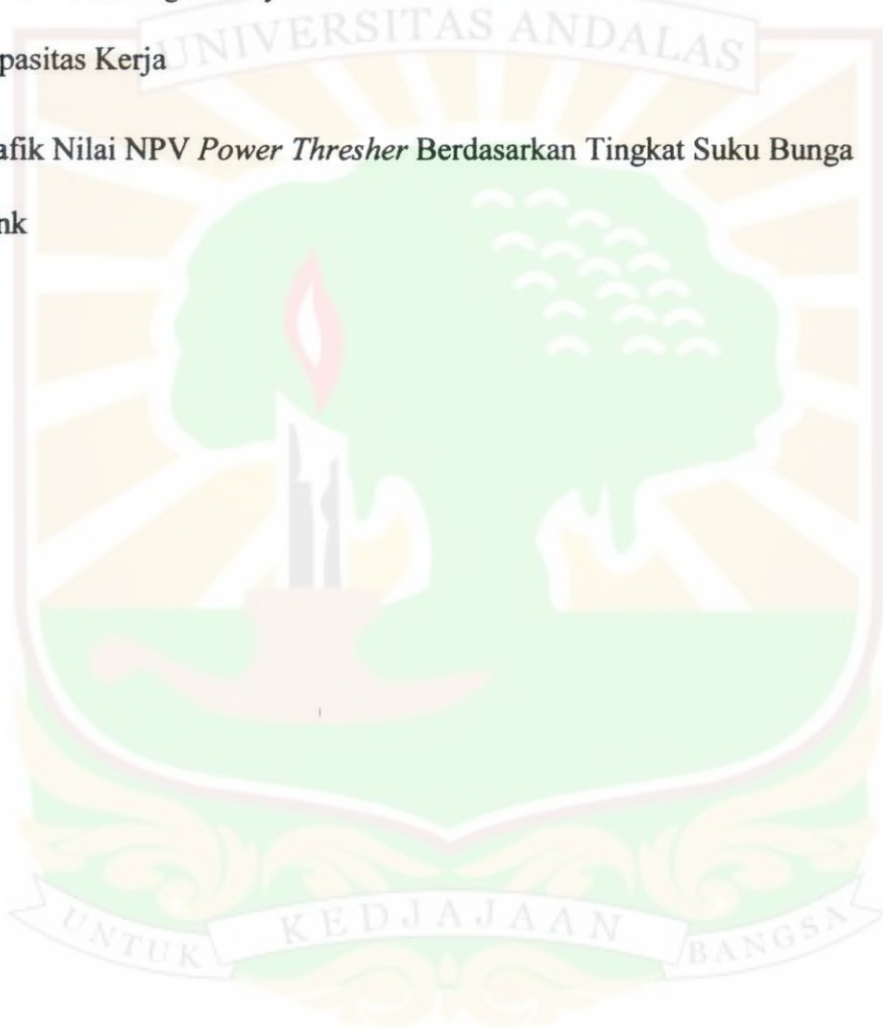 UNIVERSITAS ANDALAS
pasitas Kerja
afik Nilai NPV Power Thresher Berdasarkan Tingkat Suku Bunga
nk
UNTUK KEDJAJAAN BANGSA